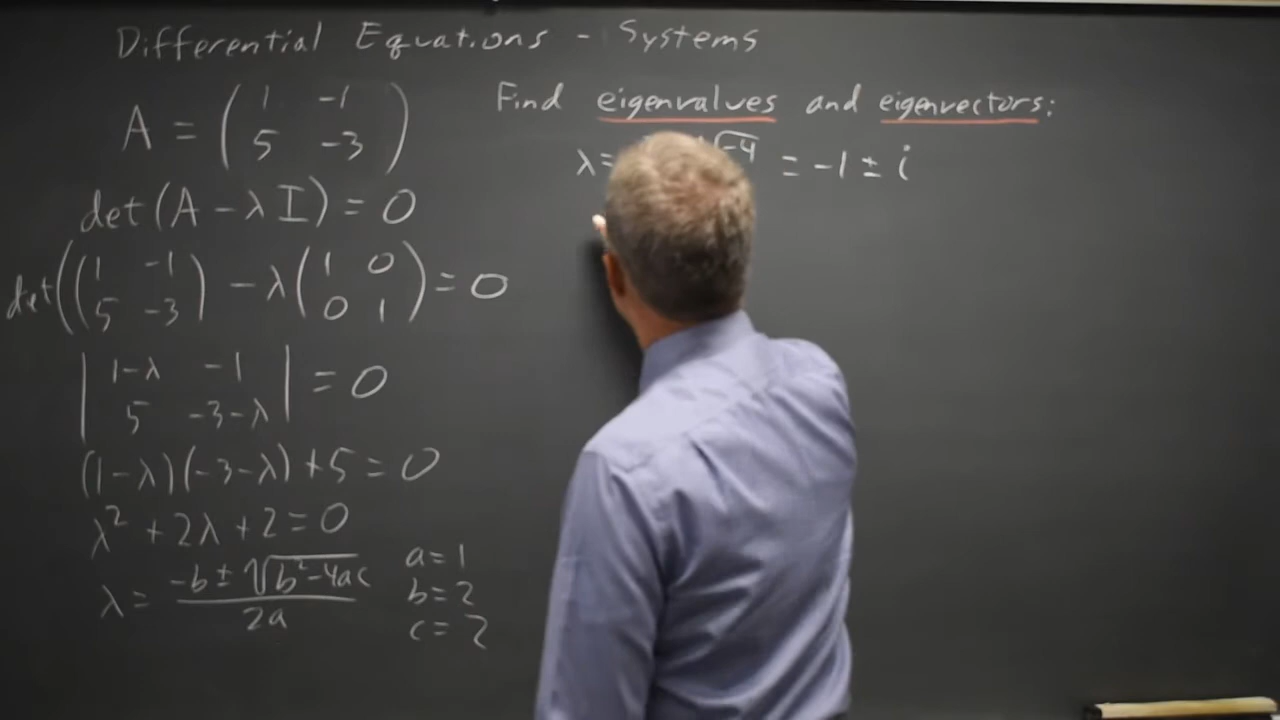 Differential Equations - Systems
A = ( 1 -1
5 -3 )
det(A - λI) = 0
det(( 1 -1
5 -3 ) - λ( 1 0
0 1 )) = 0
| 1-λ -1
5 -3-λ | = 0
(1-λ)(-3-λ) + 5 = 0
λ² + 2λ + 2 = 0
λ = -b ± √b²-4ac
2a
a = 1
b = 2
c = 2
Find eigenvalues and eigenvectors:
λ = √-4 = -1 ± i